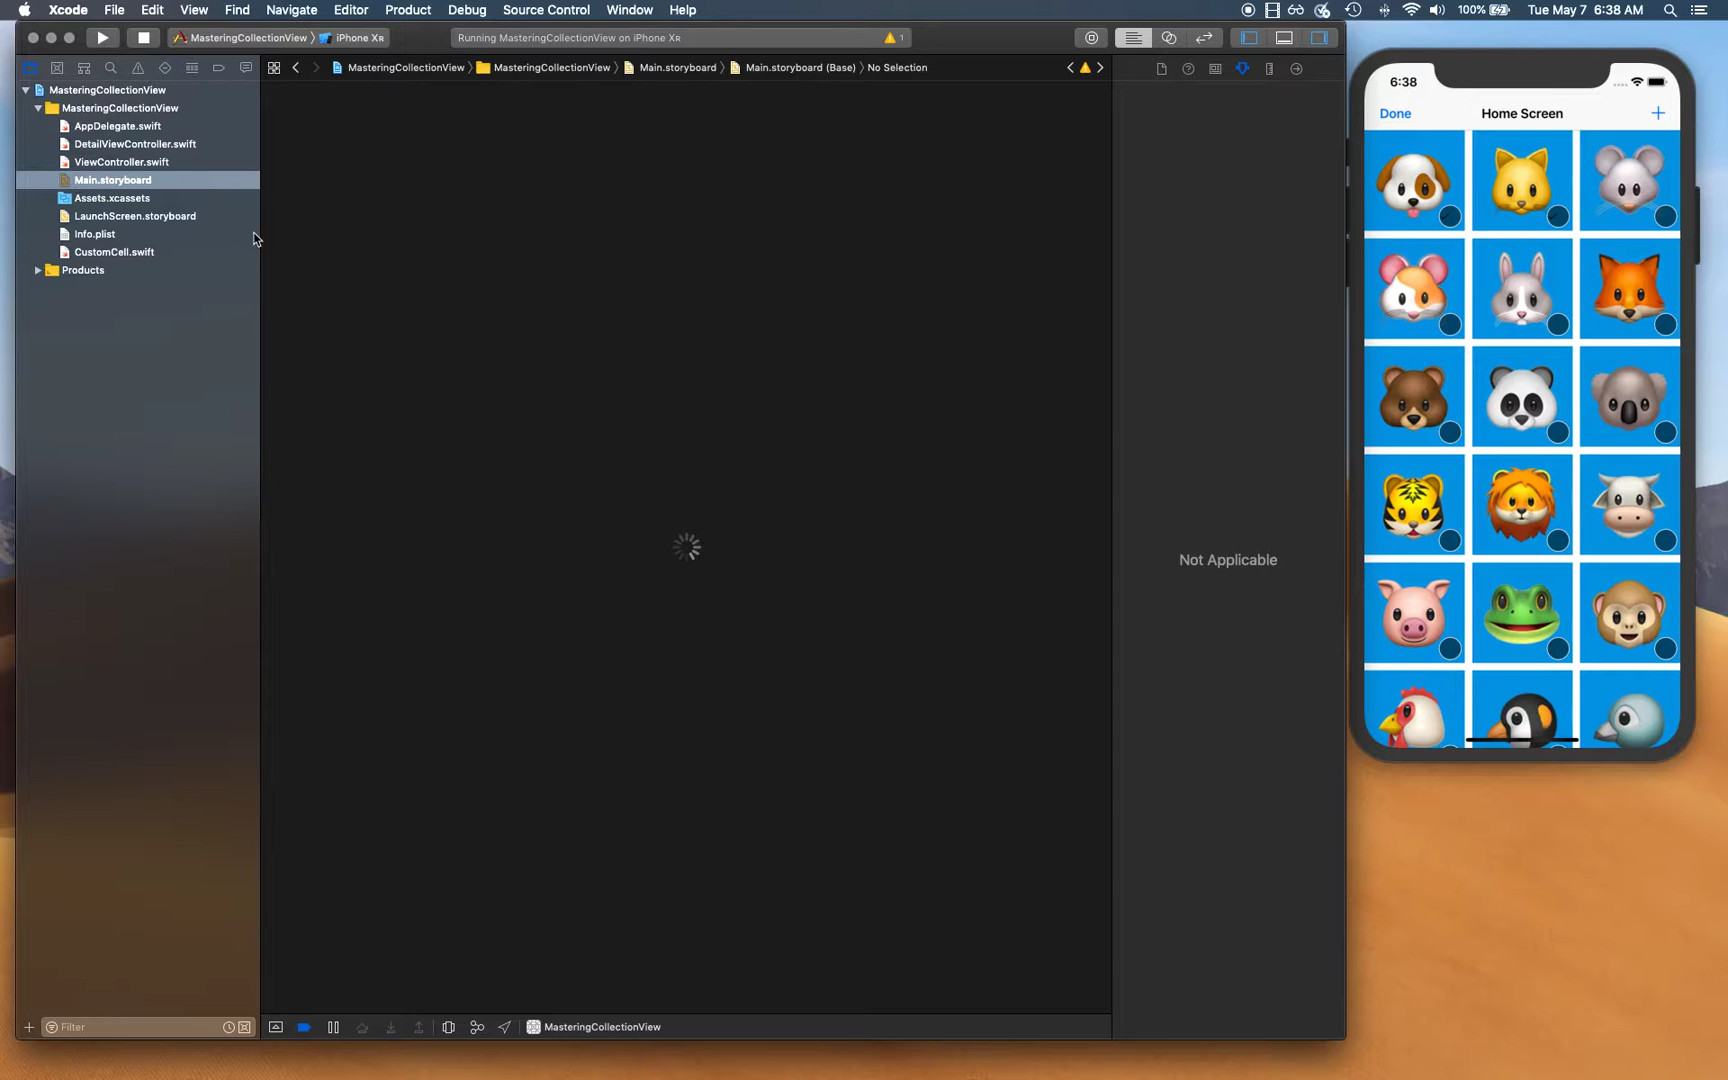 Xcode File Edit View Find Navigate Editor Product Debug Source Control Window Help 100% Tue May 7 6:38 AM
MasteringCollectionView 〉 iPhone Xʀ Running MasteringCollectionView on iPhone Xʀ 1
MasteringCollectionView 〉 MasteringCollectionView 〉 Main.storyboard 〉 Main.storyboard (Base) 〉 No Selection
MasteringCollectionView
MasteringCollectionView
AppDelegate.swift
DetailViewController.swift
ViewController.swift
Main.storyboard
Assets.xcassets
LaunchScreen.storyboard
Info.plist
CustomCell.swift
Products
Not Applicable
6:38
Done Home Screen +
Filter
MasteringCollectionView